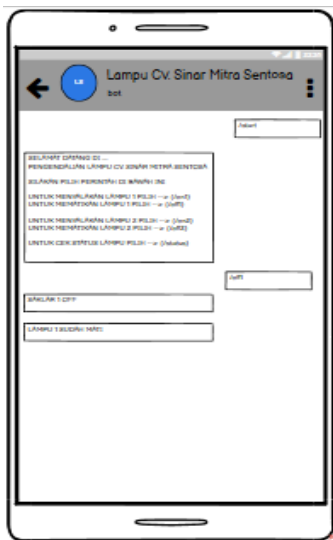 Lampu Cv. Sinar Mitra Sentosa
bot
/start
SELAMAT DATANG DI ...
PENGENDALIAN LAMPU CV SINAR MITRA SENTOSA
SILAKAN PILIH PERINTAH DI BAWAH INI
UNTUK MENYALAKAN LAMPU 1 PILIH --> (/on1)
UNTUK MEMATIKAN LAMPU 1 PILIH --> (/off1)
UNTUK MENYALAKAN LAMPU 2 PILIH --> (/on2)
UNTUK MEMATIKAN LAMPU 2 PILIH --> (/off2)
UNTUK CEK STATUS LAMPU PILIH --> (/status)
/off1
SAKLAR 1 OFF
LAMPU 1 SUDAH MATI